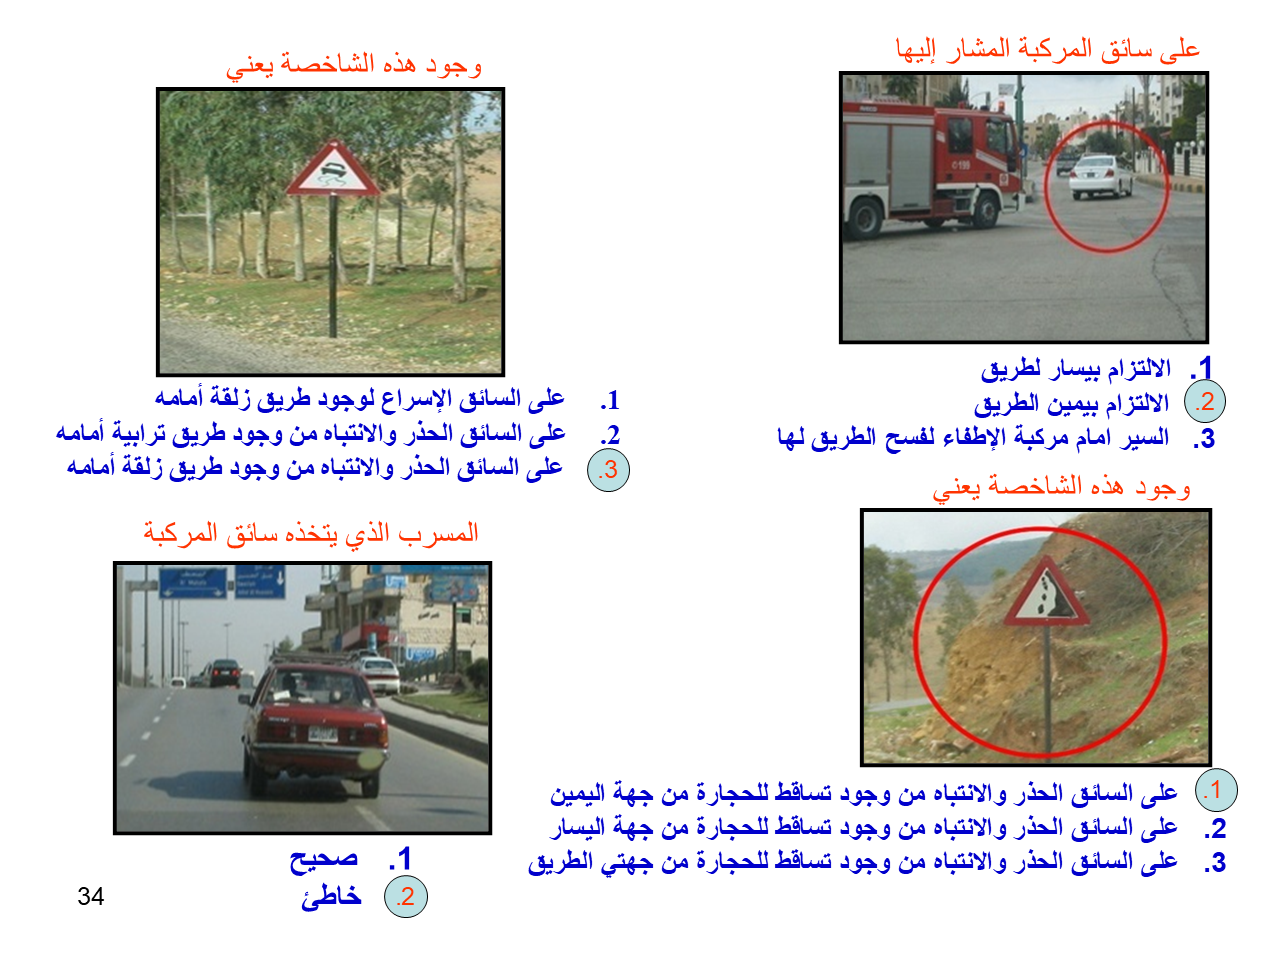 على سائق المركبة المشار إليها
1. الالتزام بيسار لطريق
2. الالتزام بيمين الطريق
3. السير امام مركبة الإطفاء لفسح الطريق لها
وجود هذه الشاخصة يعني
1. على السائق الحذر والانتباه من وجود تساقط للحجارة من جهة اليمين
2. على السائق الحذر والانتباه من وجود تساقط للحجارة من جهة اليسار
3. على السائق الحذر والانتباه من وجود تساقط للحجارة من جهتي الطريق
وجود هذه الشاخصة يعني
1. على السائق الإسراع لوجود طريق زلقة أمامه
2. على السائق الحذر والانتباه من وجود طريق ترابية أمامه
3. على السائق الحذر والانتباه من وجود طريق زلقة أمامه
المسرب الذي يتخذه سائق المركبة
1. صحيح
2. خاطئ
34